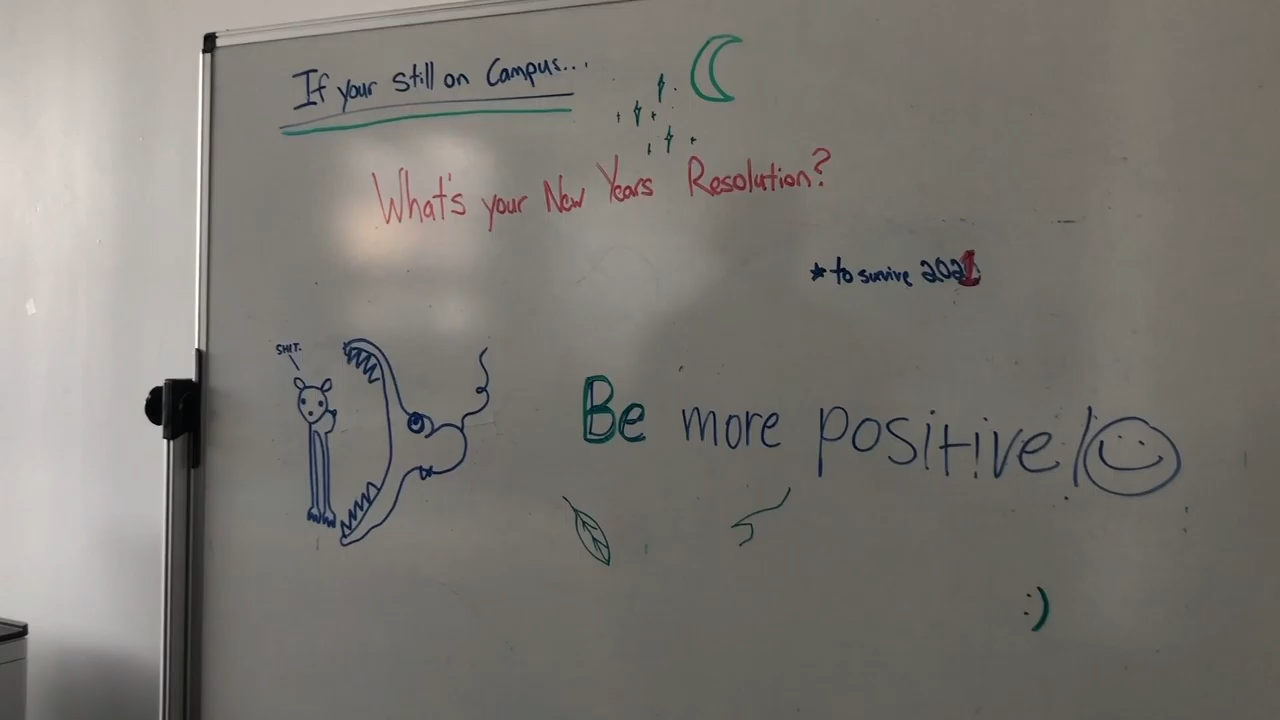 If your still on Campus...
What's your New Years Resolution?
* to survive 2021
SHIT.
Be more positive!
:)